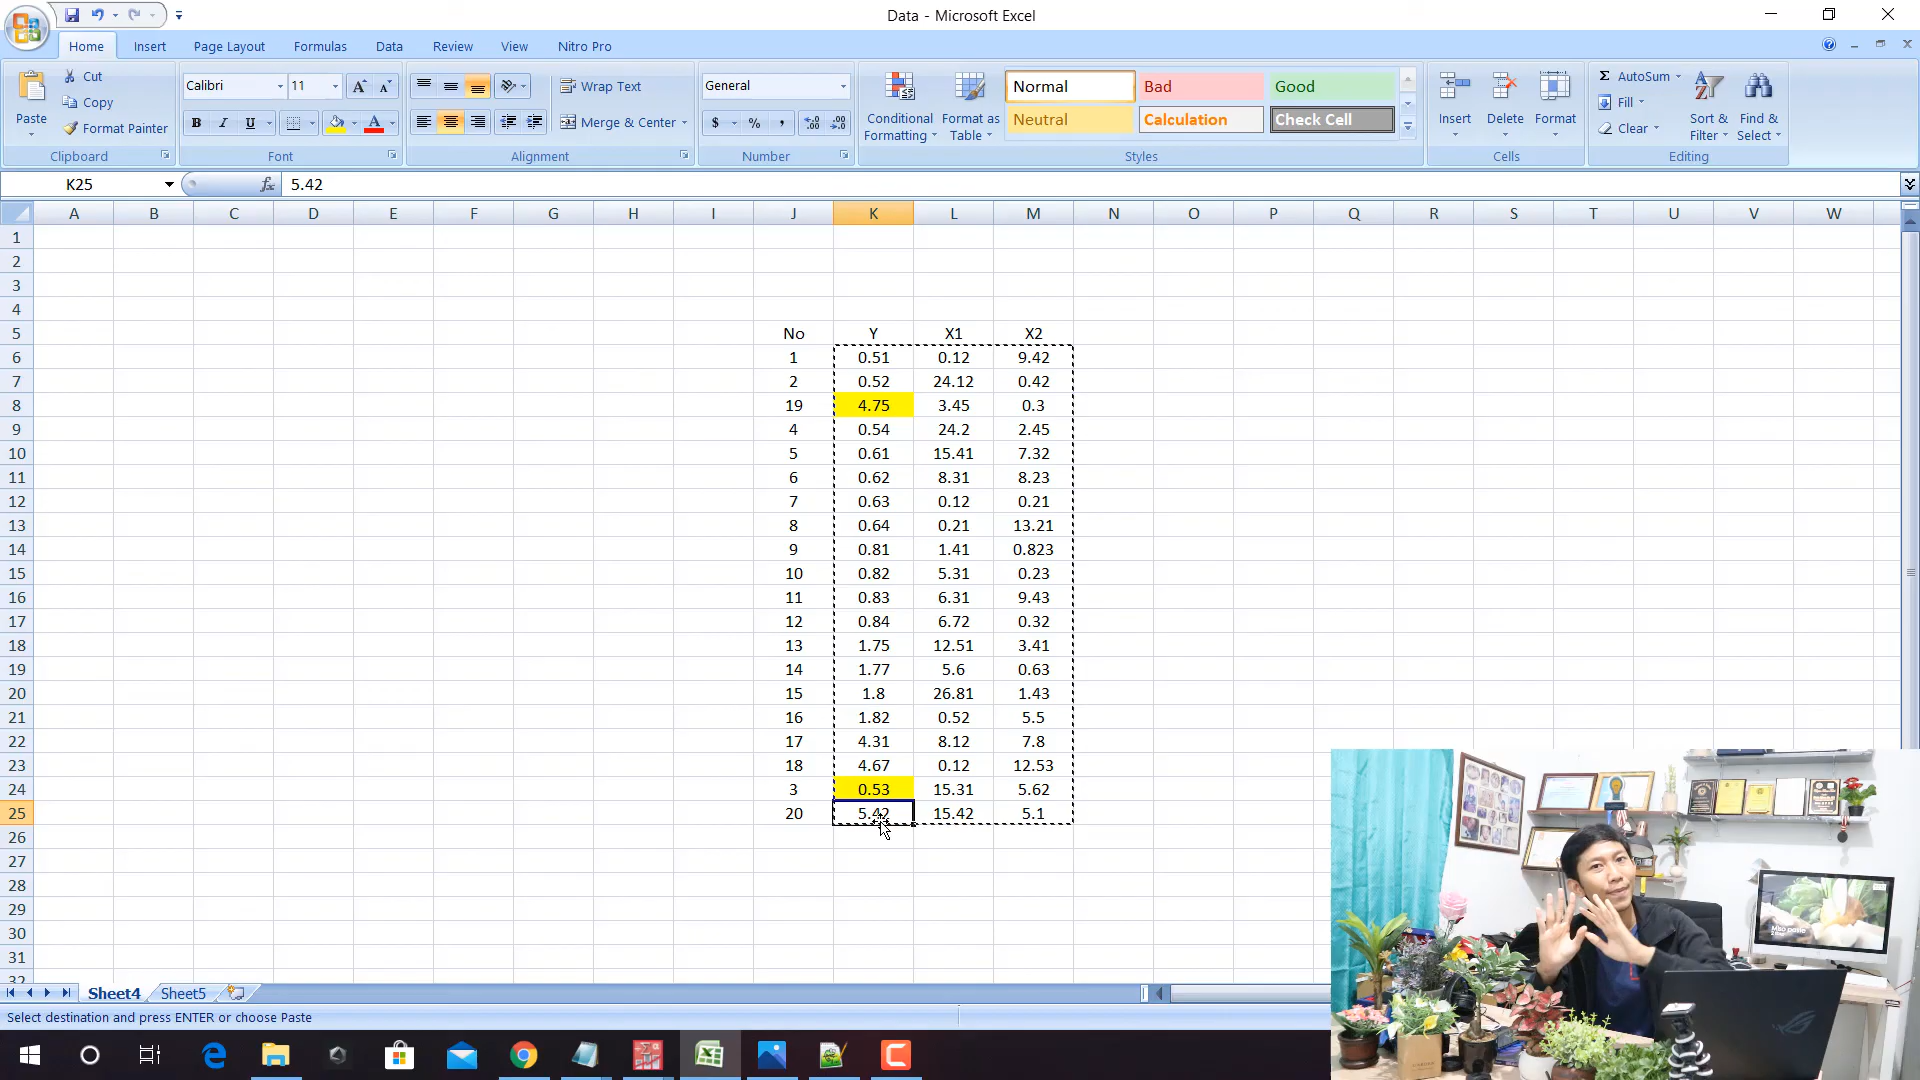 Data - Microsoft Excel
Home Insert Page Layout Formulas Data Review View Nitro Pro
Paste
Cut
Copy
Format Painter
Clipboard
Calibri 11
B I U
Font
Wrap Text
Merge & Center
Alignment
General
$ % ,
Number
Conditional Formatting
Format as Table
Normal Bad Good
Neutral Calculation Check Cell
Styles
Insert Delete Format
Cells
Σ AutoSum
Fill
Clear
Sort & Filter
Find & Select
Editing
K25 fx 5.42
A B C D E F G H I J K L M N O P Q R S T U V W
1
2
3
4
5 No Y X1 X2
6 1 0.51 0.12 9.42
7 2 0.52 24.12 0.42
8 19 4.75 3.45 0.3
9 4 0.54 24.2 2.45
10 5 0.61 15.41 7.32
11 6 0.62 8.31 8.23
12 7 0.63 0.12 0.21
13 8 0.64 0.21 13.21
14 9 0.81 1.41 0.823
15 10 0.82 5.31 0.23
16 11 0.83 6.31 9.43
17 12 0.84 6.72 0.32
18 13 1.75 12.51 3.41
19 14 1.77 5.6 0.63
20 15 1.8 26.81 1.43
21 16 1.82 0.52 5.5
22 17 4.31 8.12 7.8
23 18 4.67 0.12 12.53
24 3 0.53 15.31 5.62
25 20 5.42 15.42 5.1
26
27
28
29
30
31
32
Sheet4 Sheet5
Select destination and press ENTER or choose Paste